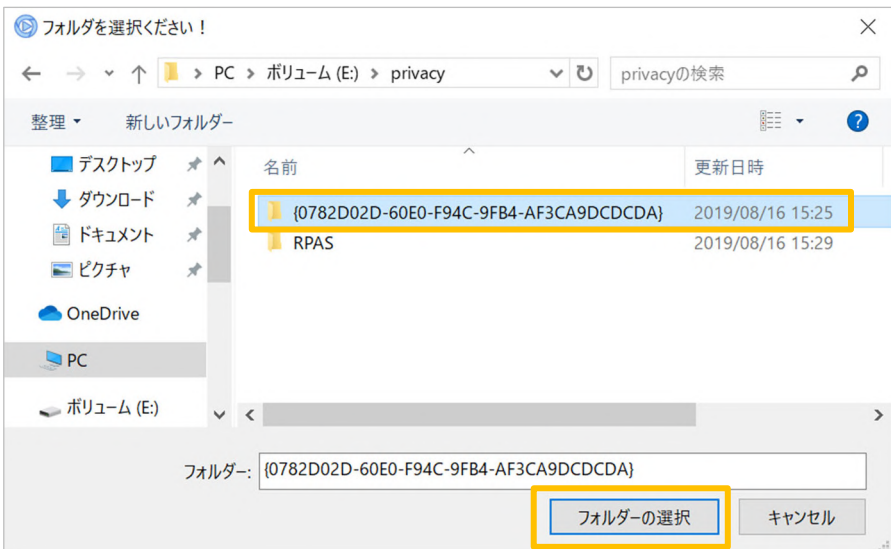 フォルダを選択ください！
PC > ボリューム (E:) > privacy
privacyの検索
整理
新しいフォルダー
デスクトップ
ダウンロード
ドキュメント
ピクチャ
OneDrive
PC
ボリューム (E:)
名前 更新日時
{0782D02D-60E0-F94C-9FB4-AF3CA9DCDCDA} 2019/08/16 15:25
RPAS 2019/08/16 15:29
フォルダー: {0782D02D-60E0-F94C-9FB4-AF3CA9DCDCDA}
フォルダーの選択 キャンセル